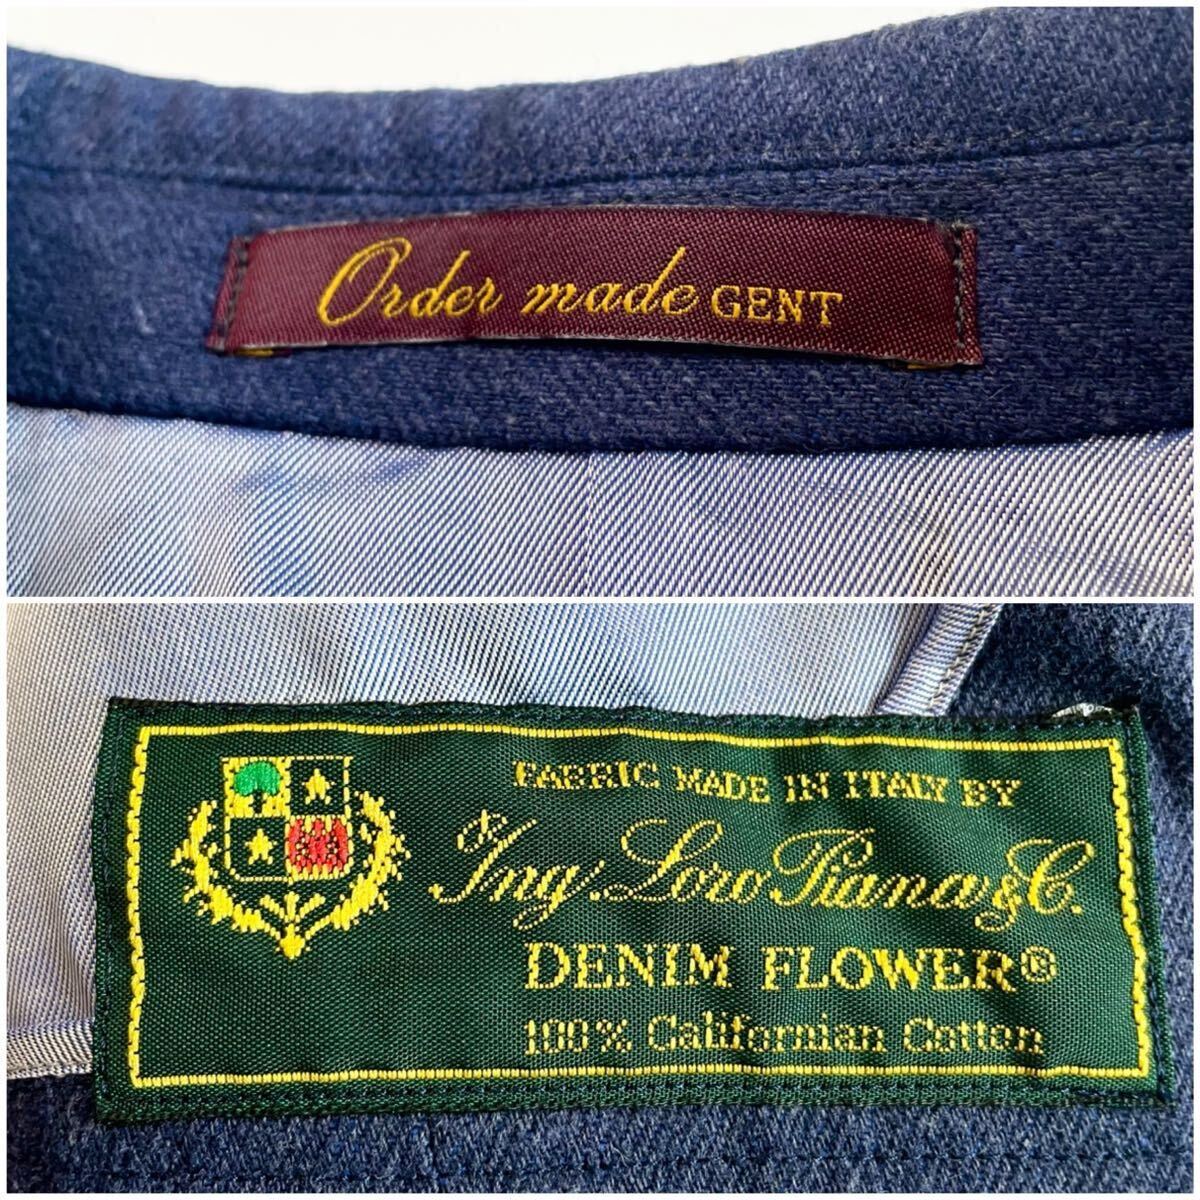 Order made GENT
FABRIC MADE IN ITALY BY
Ing. Loro Piana & C.
DENIM FLOWER®
100% Californian Cotton